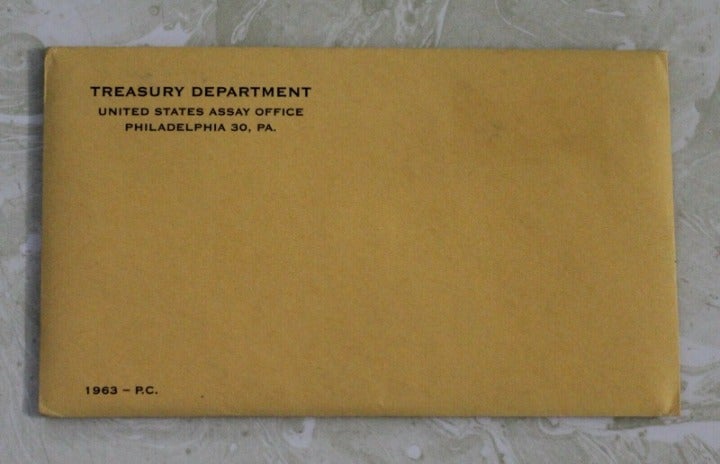 TREASURY DEPARTMENT
UNITED STATES ASSAY OFFICE
PHILADELPHIA 30, PA.
1963 – P.C.